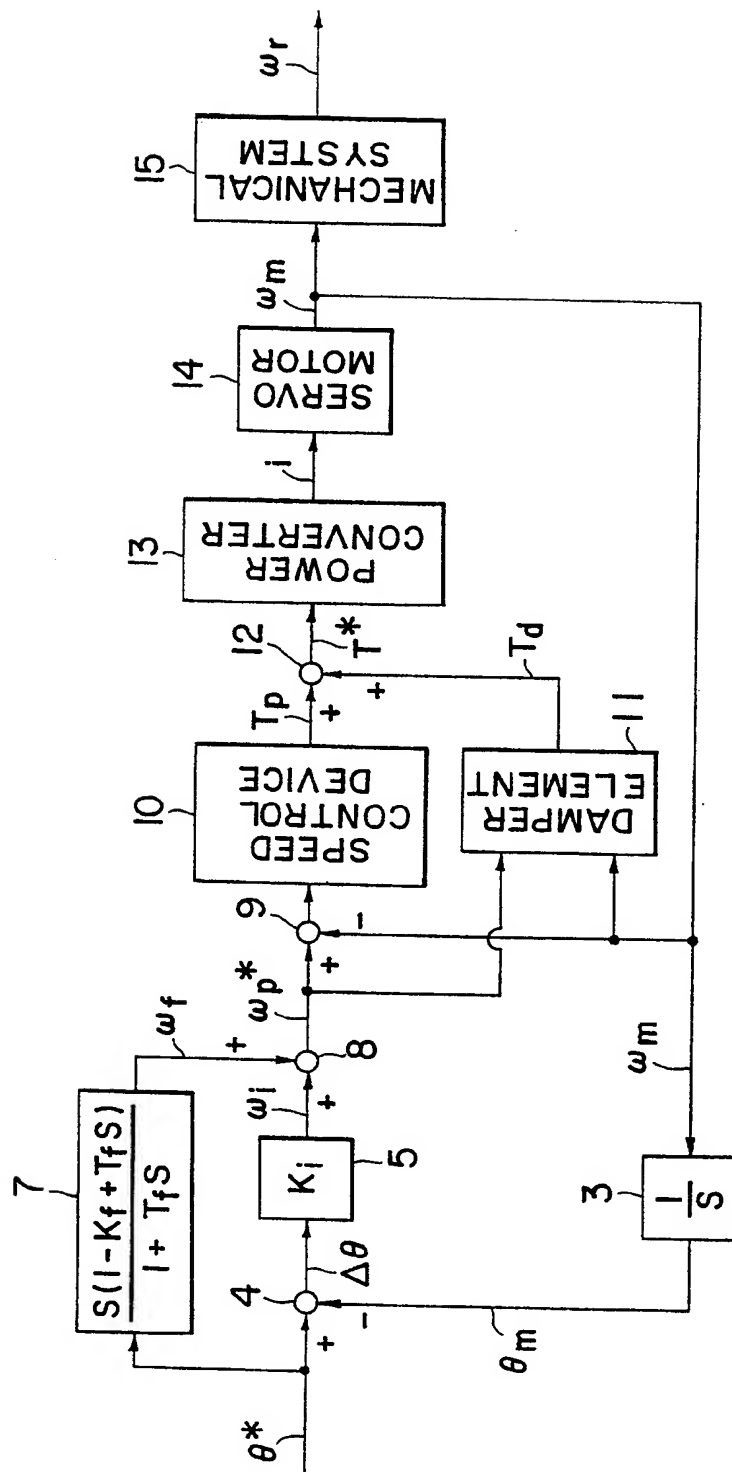 7
S(1-Kf+TfS)
1+TfS
ωf
+
θ*
+
4
-
Δθ
Ki
5
ωi
+
8
ωp*
+
9
-
10
SPEED
CONTROL
DEVICE
Tp
+
12
+
T*
13
POWER
CONVERTER
i
14
SERVO
MOTOR
ωm
15
MECHANICAL
SYSTEM
ωr
Td
11
DAMPER
ELEMENT
θm
3
1
S
ωm